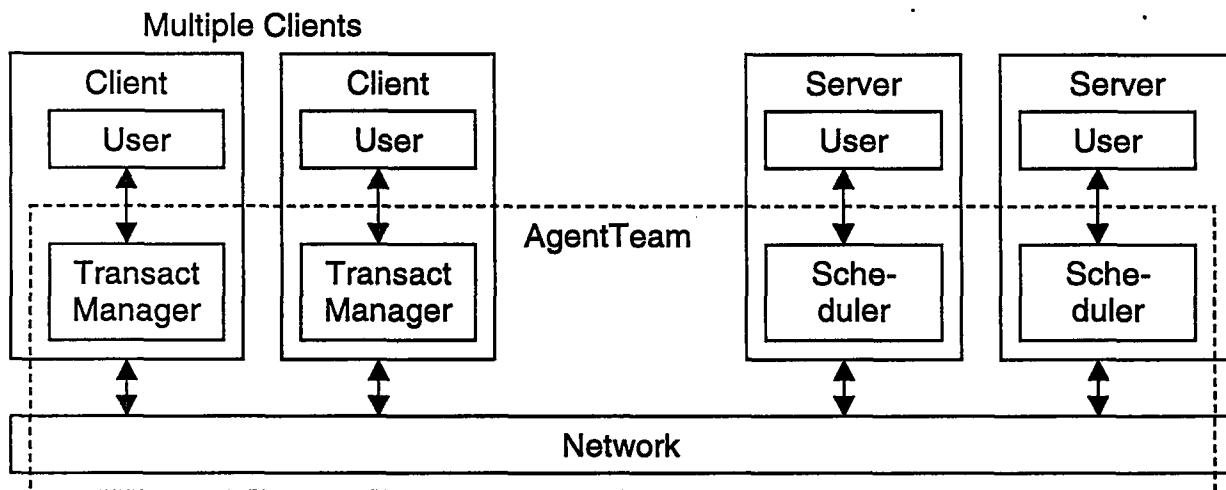 Multiple Clients
Client
Client
Server
Server
User
User
User
User
AgentTeam
Transact
Manager
Transact
Manager
Sche-
duler
Sche-
duler
Network